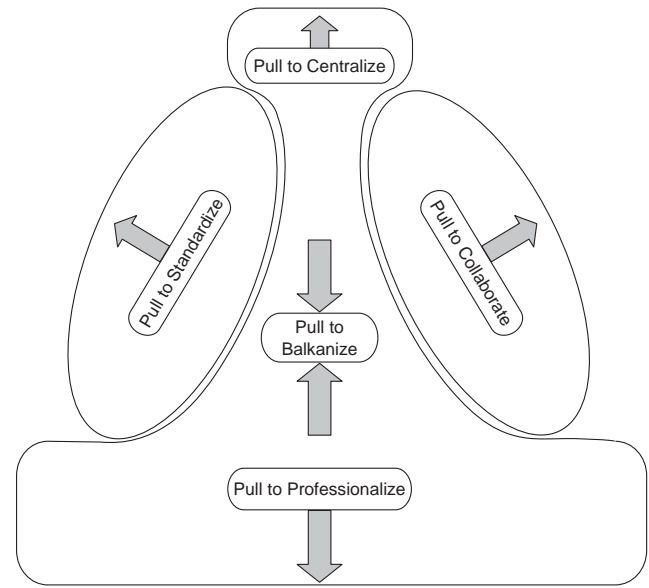 Pull to Centralize
Pull to Standardize
Pull to Collaborate
Pull to
Balkanize
Pull to Professionalize